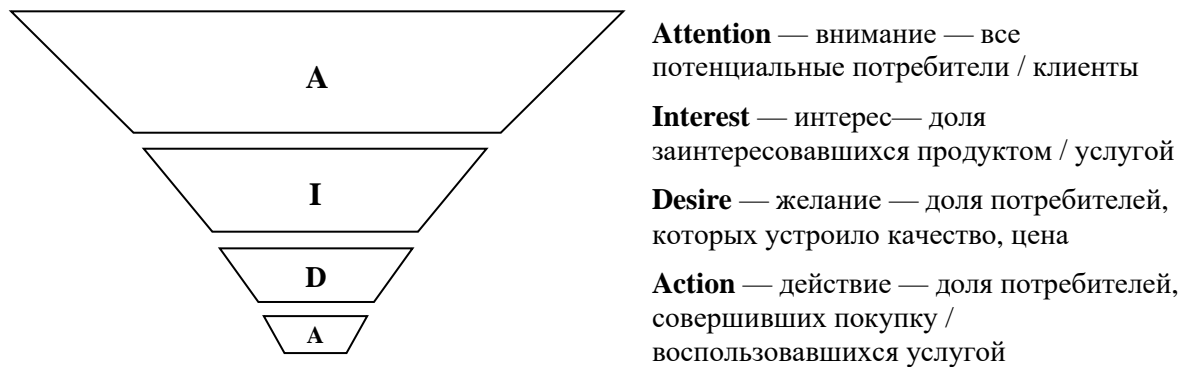 A
I
D
A
Attention — внимание — все
потенциальные потребители / клиенты
Interest — интерес— доля
заинтересовавшихся продуктом / услугой
Desire — желание — доля потребителей,
которых устроило качество, цена
Action — действие — доля потребителей,
совершивших покупку /
воспользовавшихся услугой